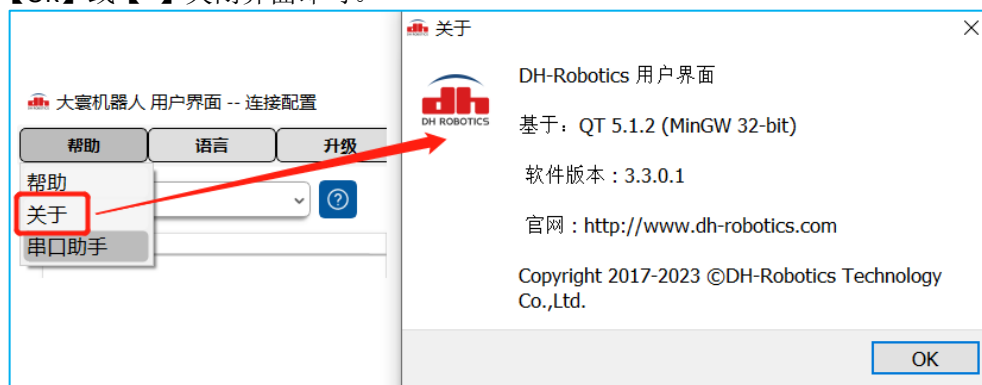 大寰机器人 用户界面 -- 连接配置
帮助
语言
升级
帮助
关于
串口助手
关于
DH ROBOTICS
DH-Robotics 用户界面
基于：QT 5.1.2 (MinGW 32-bit)
软件版本：3.3.0.1
官网：http://www.dh-robotics.com
Copyright 2017-2023 ©DH-Robotics Technology
Co.,Ltd.
OK